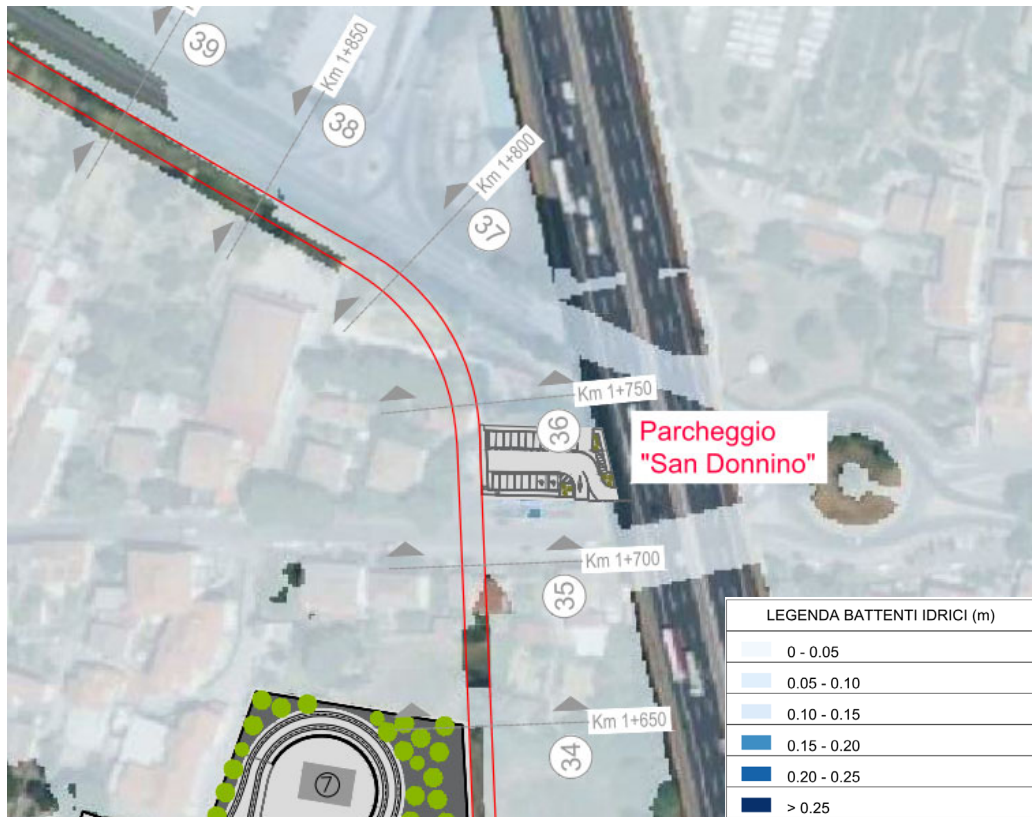 39
Km 1+850
38
Km 1+800
37
Km 1+750
36
Parcheggio
"San Donnino"
Km 1+700
35
Km 1+650
34
7
LEGENDA BATTENTI IDRICI (m)
0 - 0.05
0.05 - 0.10
0.10 - 0.15
0.15 - 0.20
0.20 - 0.25
> 0.25